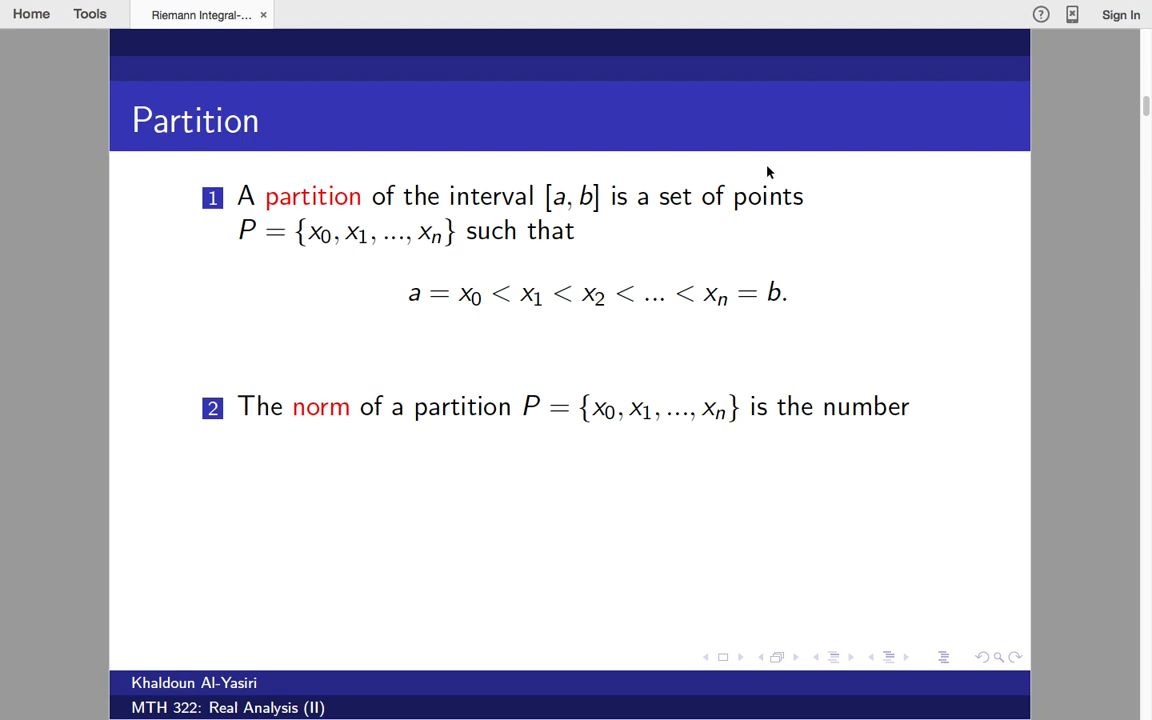 Home Tools Riemann Integral-... × ? Sign In
Partition
1 A partition of the interval [a, b] is a set of points
P = {x₀, x₁, ..., xₙ} such that
a = x₀ < x₁ < x₂ < ... < xₙ = b.
2 The norm of a partition P = {x₀, x₁, ..., xₙ} is the number
Khaldoun Al-Yasiri
MTH 322: Real Analysis (II)